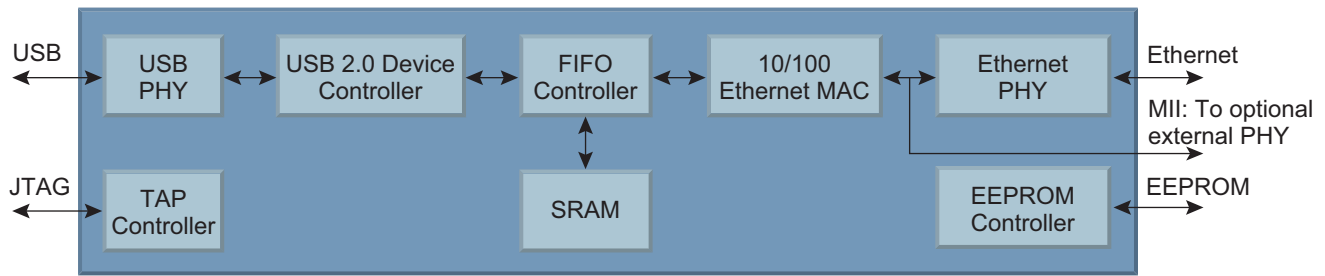 USB
USB
PHY
USB 2.0 Device
Controller
FIFO
Controller
10/100
Ethernet MAC
Ethernet
PHY
Ethernet
MII: To optional
external PHY
JTAG
TAP
Controller
SRAM
EEPROM
Controller
EEPROM